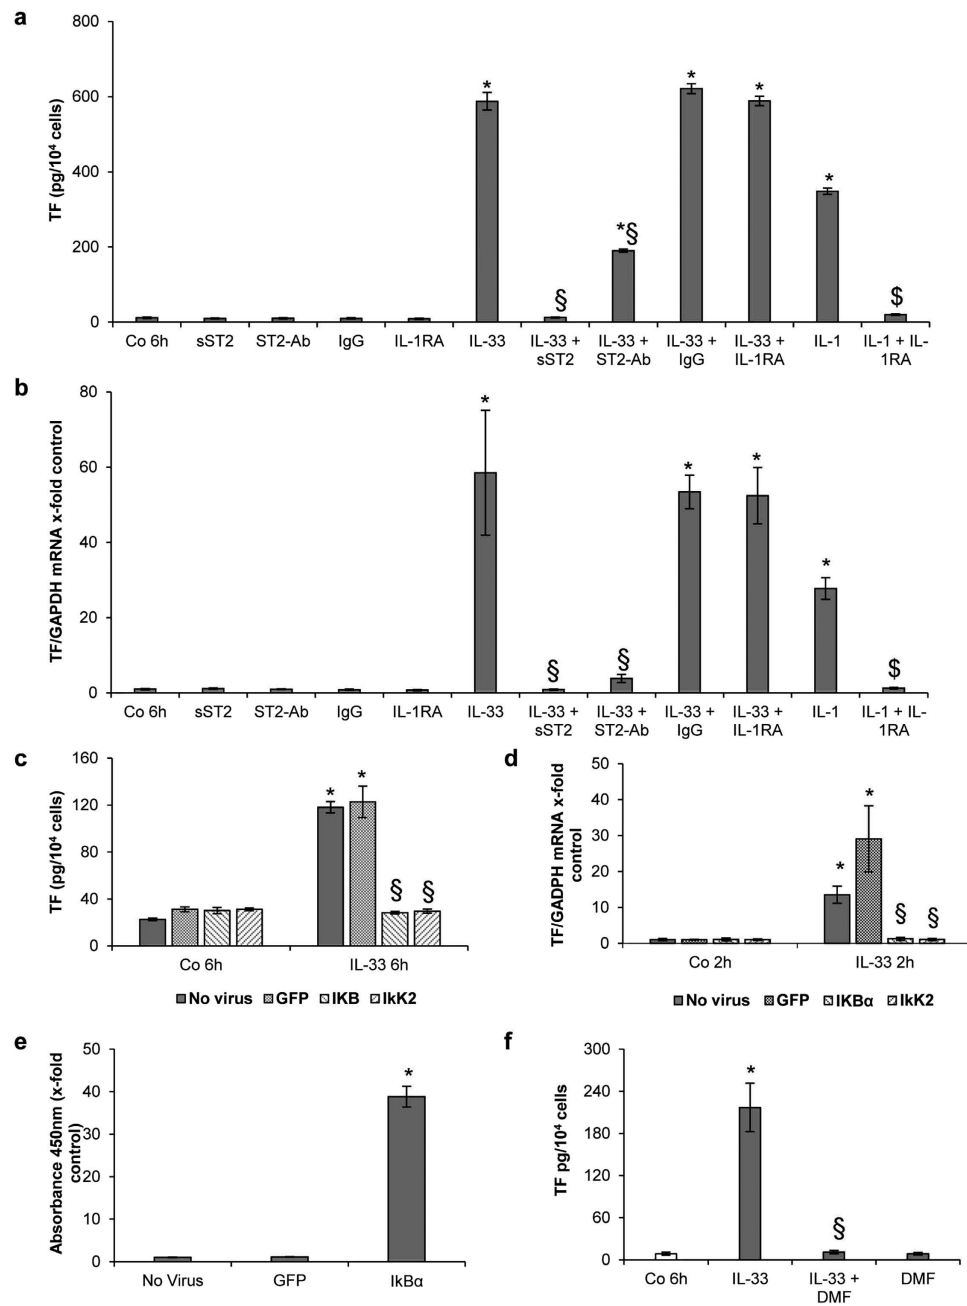 a
800
600
400
200
0
TF (pg/10⁴ cells)
* * * * * *§ § $
Co 6h sST2 ST2-Ab IgG IL-1RA IL-33 IL-33 + IL-33 + IL-33 + IL-33 + IL-1 IL-1 + IL-
sST2 ST2-Ab IgG IL-1RA 1RA
b
80
60
40
20
0
TF/GAPDH mRNA x-fold control
* * * * § § $
Co 6h sST2 ST2-Ab IgG IL-1RA IL-33 IL-33 + IL-33 + IL-33 + IL-33 + IL-1 IL-1 + IL-
sST2 ST2-Ab IgG IL-1RA 1RA
c
160
120
80
40
0
TF (pg/10⁴ cells)
* * § §
Co 6h IL-33 6h
No virus GFP IKB IkK2
d
50
40
30
20
10
0
TF/GADPH mRNA x-fold
control
* * § §
Co 2h IL-33 2h
No virus GFP IKBα IkK2
e
50
40
30
20
10
0
Absorbance 450nm (x-fold
control)
*
No Virus GFP IkBα
f
300
240
180
120
60
0
TF pg/10⁴ cells
* §
Co 6h IL-33 IL-33 + DMF
DMF